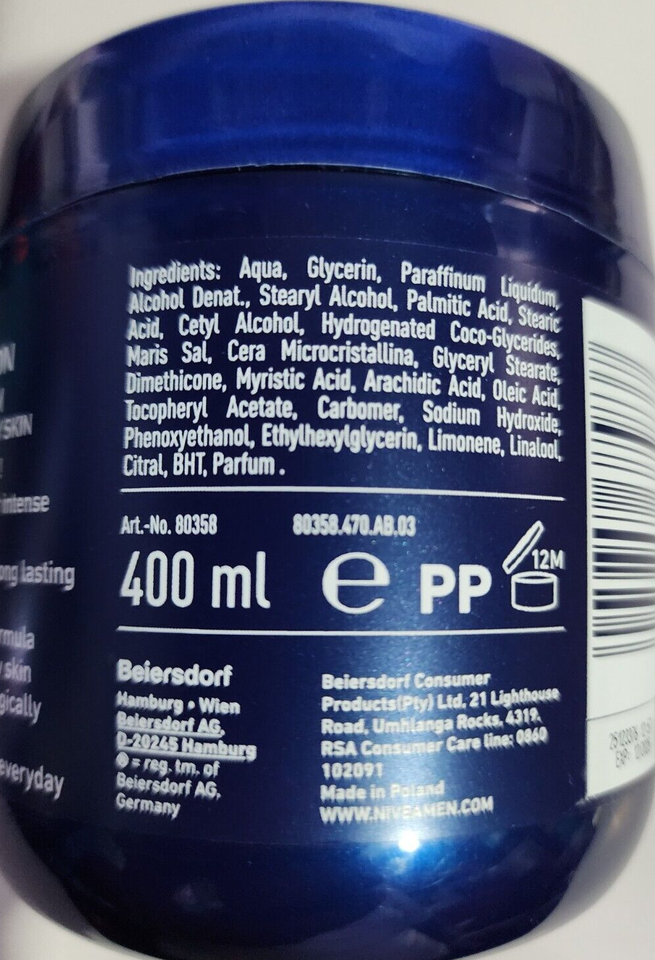 Ingredients: Aqua, Glycerin, Paraffinum Liquidum,
Alcohol Denat., Stearyl Alcohol, Palmitic Acid, Stearic
Acid, Cetyl Alcohol, Hydrogenated Coco-Glycerides,
Maris Sal, Cera Microcristallina, Glyceryl Stearate,
Dimethicone, Myristic Acid, Arachidic Acid, Oleic Acid,
Tocopheryl Acetate, Carbomer, Sodium Hydroxide,
Phenoxyethanol, Ethylhexylglycerin, Limonene, Linalool,
Citral, BHT, Parfum.
Art.-No. 80358 80358.470.AB.03
400 ml ℮ PP 12M
Beiersdorf
Hamburg • Wien
Beiersdorf AG,
D-20245 Hamburg
® = reg. tm. of
Beiersdorf AG,
Germany
Beiersdorf Consumer
Products(Pty) Ltd, 21 Lighthouse
Road, Umhlanga Rocks, 4319,
RSA Consumer Care line: 0860
102091
Made in Poland
WWW.NIVEAMEN.COM
SKIN
intense
lasting
skin
everyday
EXP: